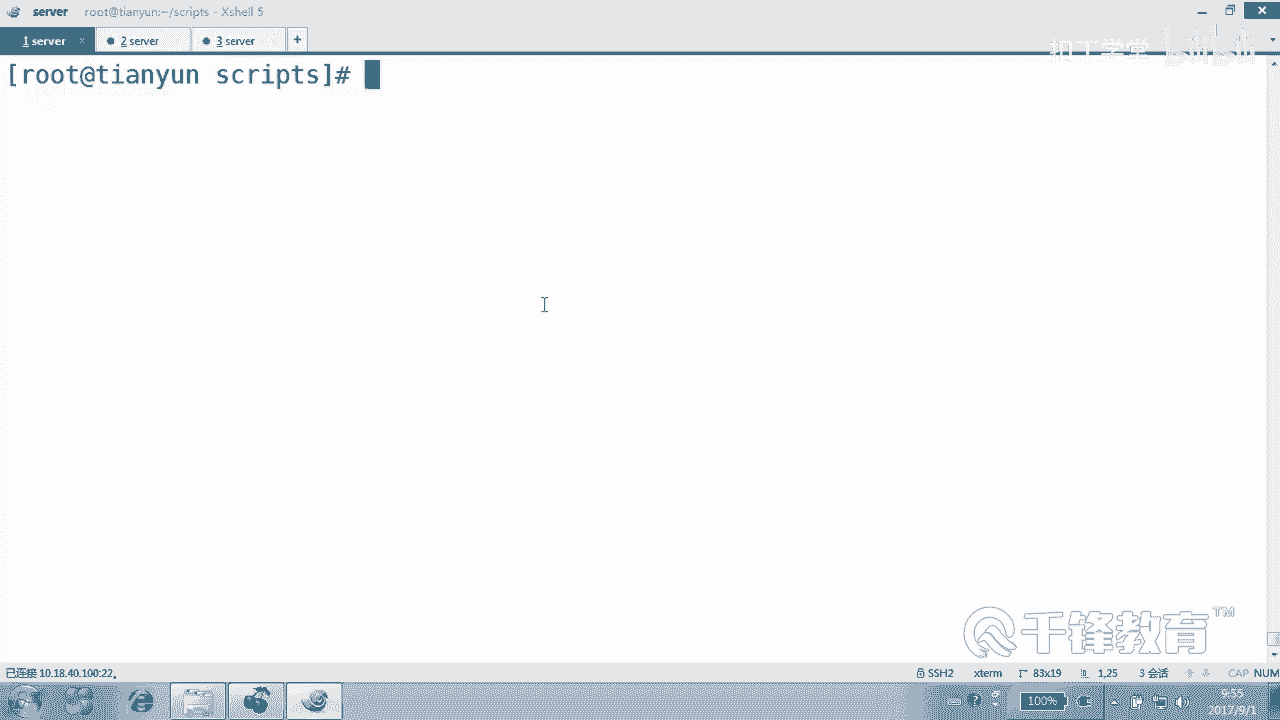 server root@tianyun:~/scripts - Xshell 5
1 server × 2 server 3 server +
扣丁学堂 bilibili
[root@tianyun scripts]#
千锋教育™
已连接 10.18.40.100:22。 SSH2 xterm 83x19 1,25 3 会话 CAP NUM
100% 9:55
2017/9/1